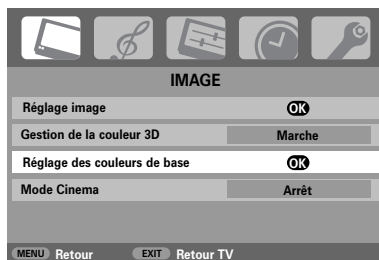 IMAGE
Réglage image OK
Gestion de la couleur 3D Marche
Réglage des couleurs de base OK
Mode Cinema Arrêt
MENU Retour EXIT Retour TV